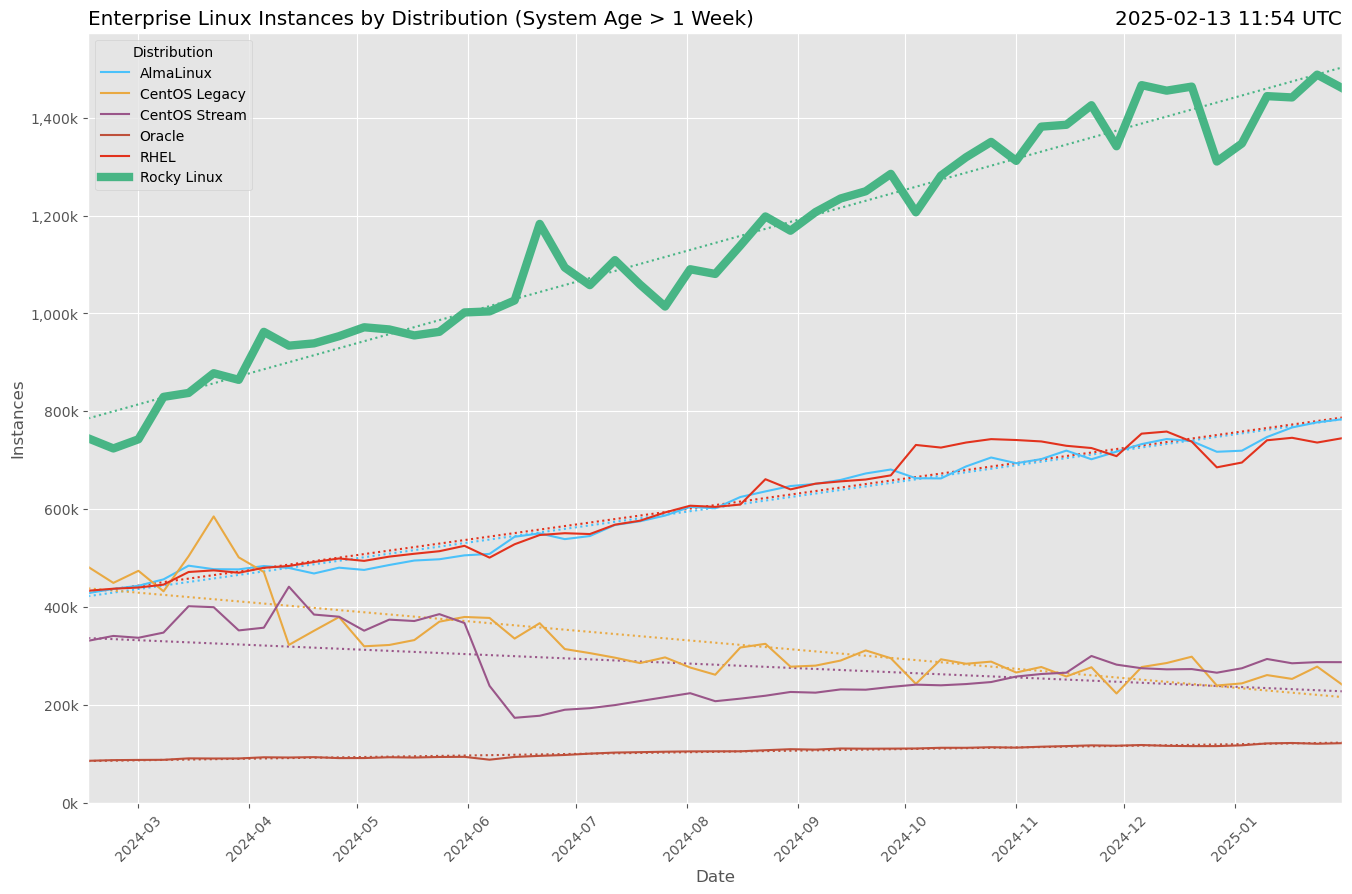 Enterprise Linux Instances by Distribution (System Age > 1 Week)
2025-02-13 11:54 UTC
Distribution
AlmaLinux
CentOS Legacy
CentOS Stream
Oracle
RHEL
Rocky Linux
Instances
1,400k
1,200k
1,000k
800k
600k
400k
200k
0k
2024-03
2024-04
2024-05
2024-06
2024-07
2024-08
2024-09
2024-10
2024-11
2024-12
2025-01
Date